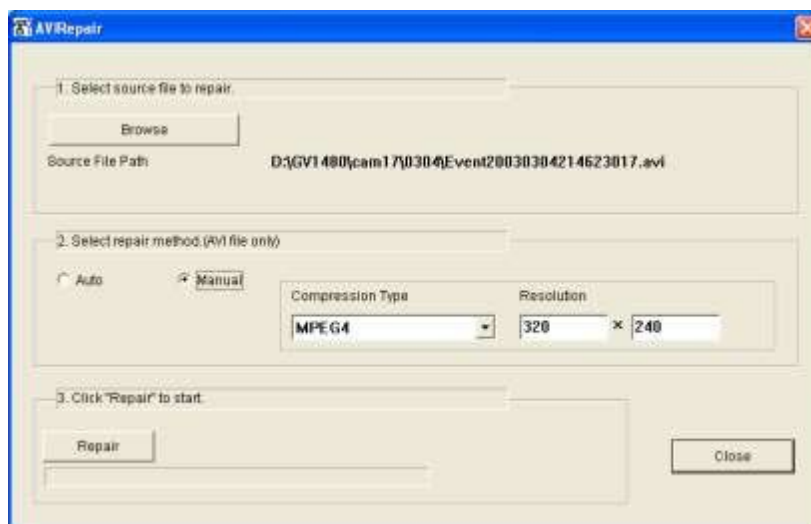 AVIRepair
1. Select source file to repair.
Browse
Source File Path D:\GV1480\cam17\0304\Event20030304214623017.avi
2. Select repair method.(AVI file only)
Auto Manual
Compression Type Resolution
MPEG4 320 × 240
3. Click "Repair" to start.
Repair
Close